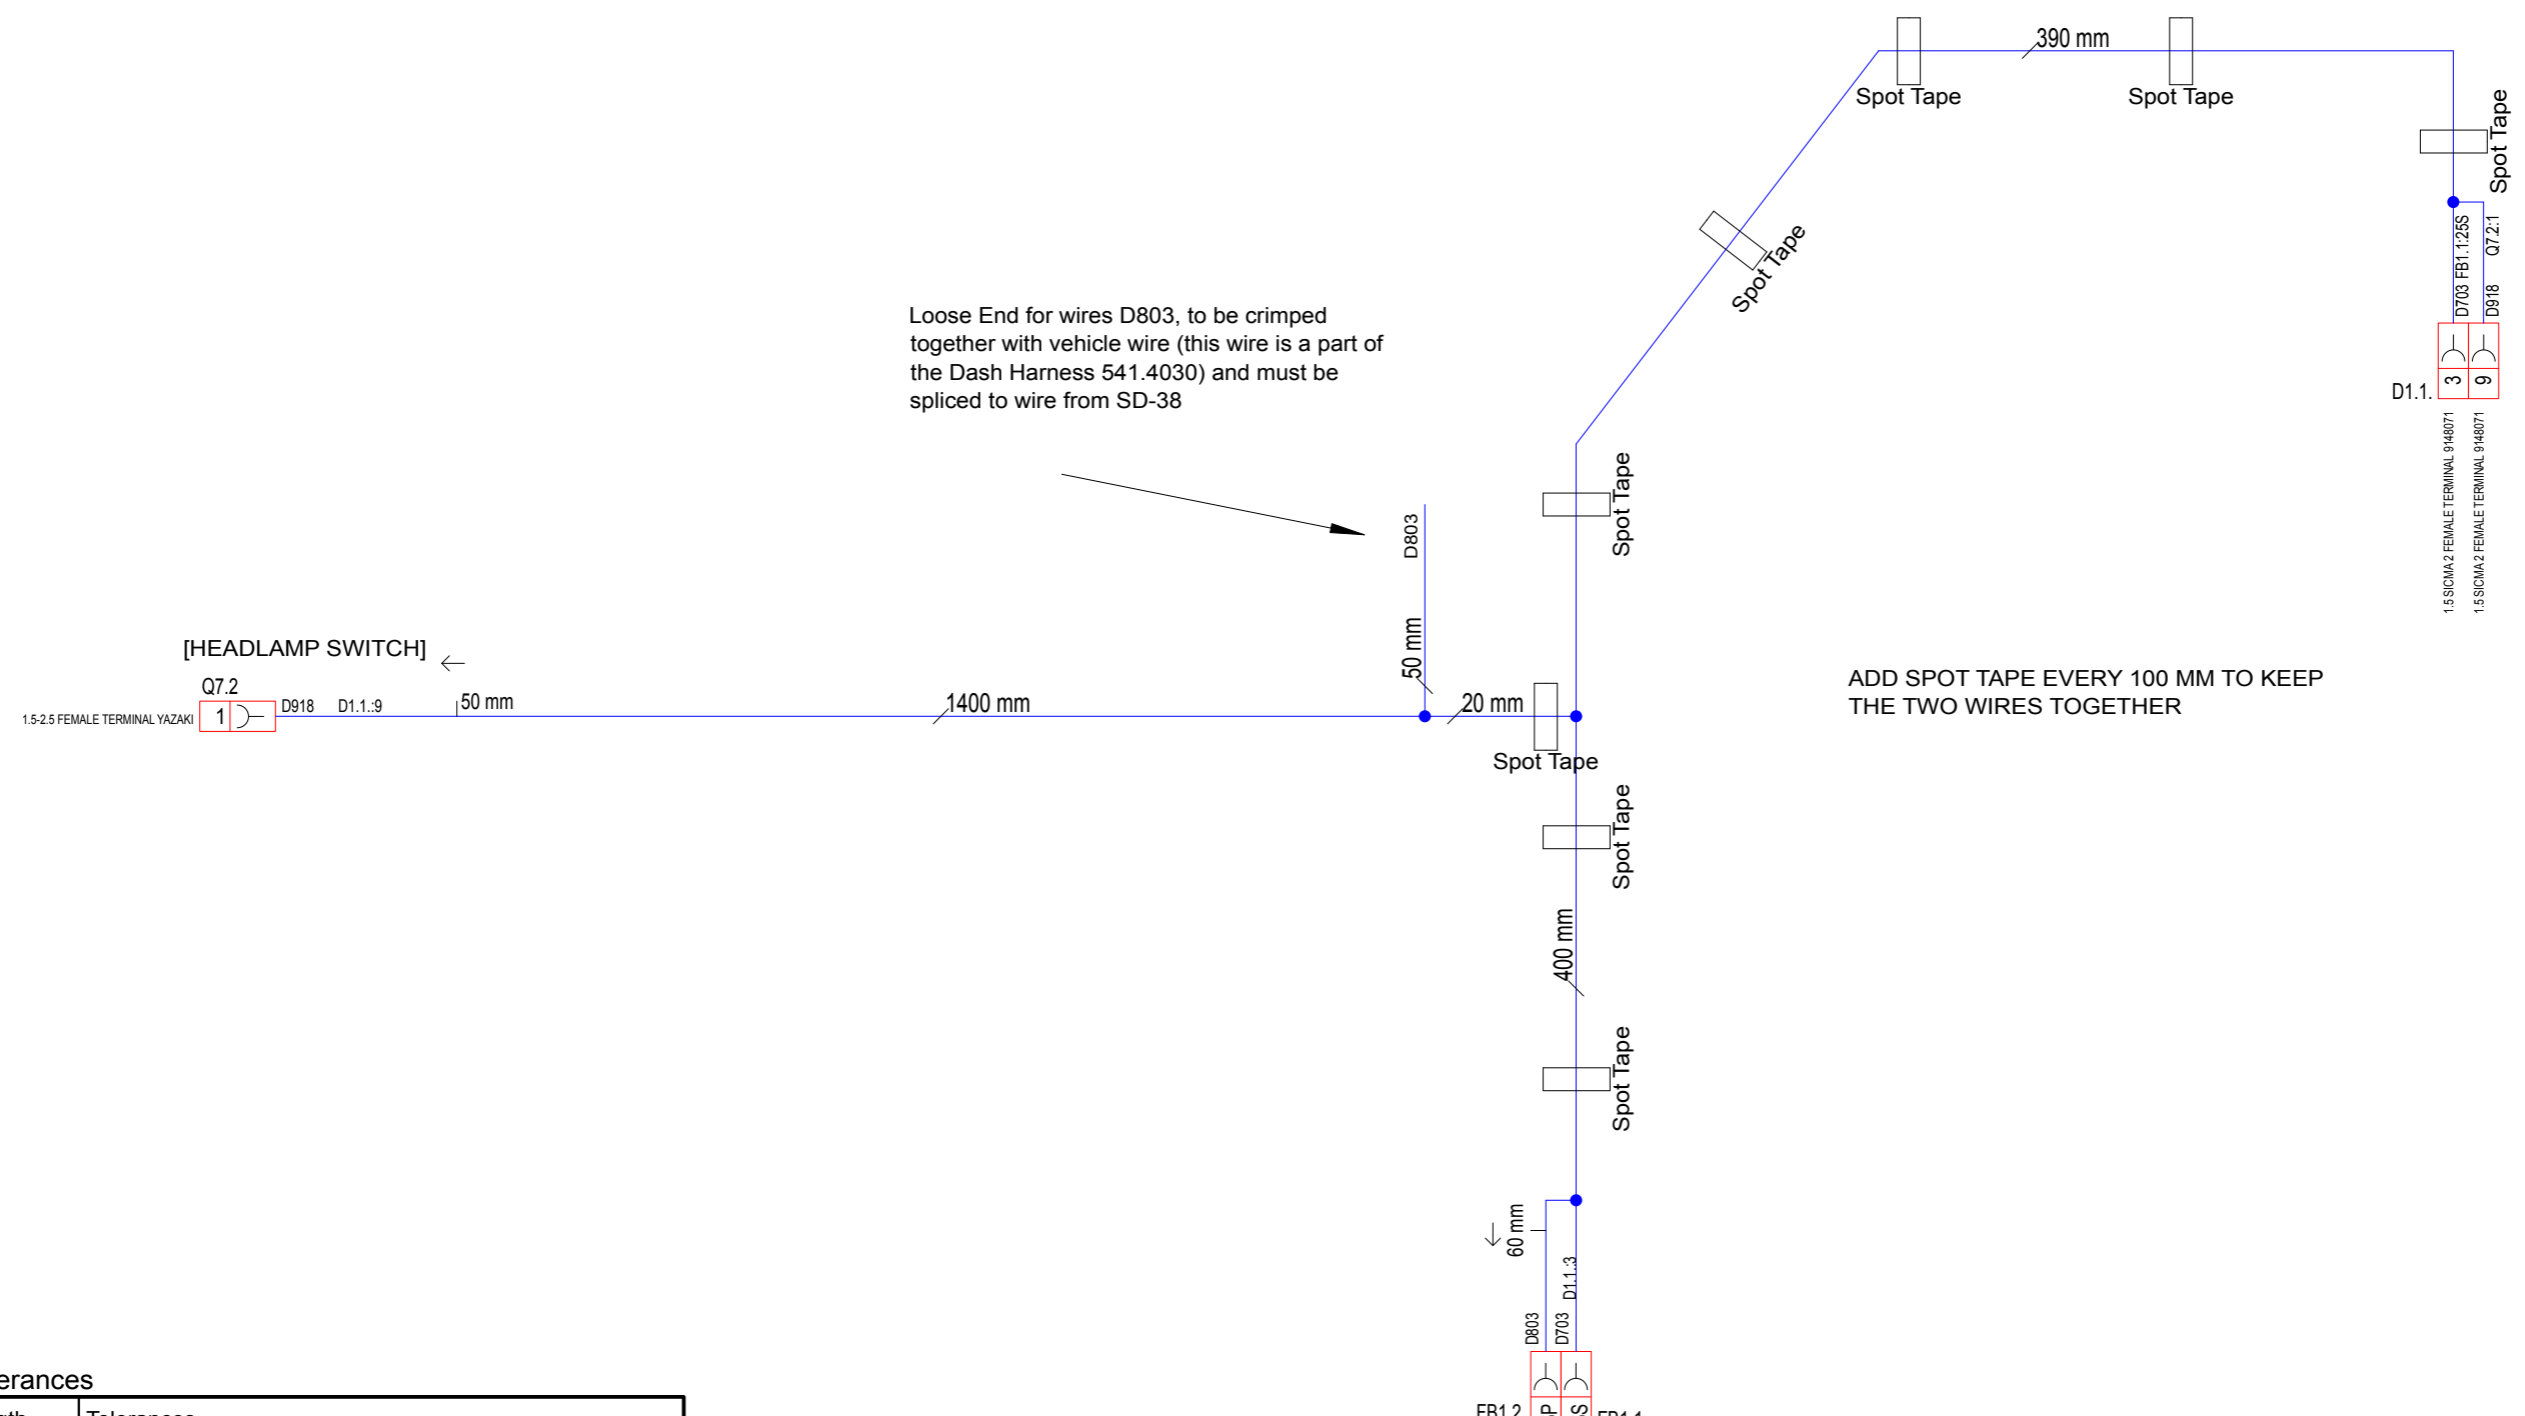 390 mm
Spot Tape
Spot Tape
Spot Tape
Spot Tape
D703 FB1.1:25S
D918 Q7.2:1
D1.1.
3
9
1.5 SICMA 2 FEMALE TERMINAL 9148071
1.5 SICMA 2 FEMALE TERMINAL 9148071
Loose End for wires D803, to be crimped
together with vehicle wire (this wire is a part of
the Dash Harness 541.4030) and must be
spliced to wire from SD-38
Spot Tape
D803
50 mm
[HEADLAMP SWITCH]
Q7.2
1.5-2.5 FEMALE TERMINAL YAZAKI
1
D918 D1.1.:9
50 mm
1400 mm
20 mm
Spot Tape
ADD SPOT TAPE EVERY 100 MM TO KEEP
THE TWO WIRES TOGETHER
Spot Tape
400 mm
Spot Tape
60 mm
D1.1.:3
D803
D703
erances
Tolerances